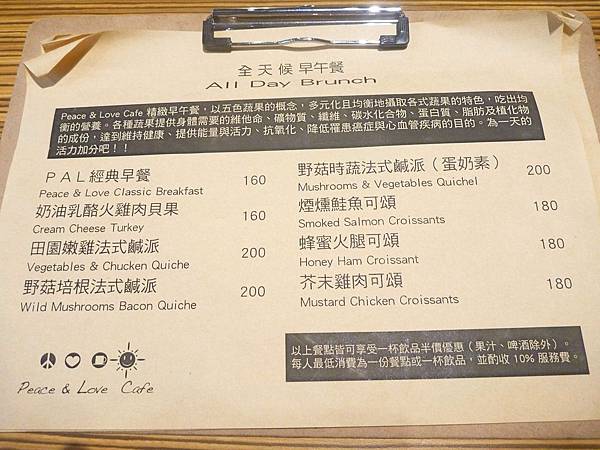 全天候早午餐
All Day Brunch
Peace & Love Cafe 精緻早午餐，以五色蔬果的概念，多元化且均衡地攝取各式蔬果的特色，吃出均
衡的營養。各種蔬果提供身體需要的維他命、礦物質、纖維、碳水化合物、蛋白質、脂肪及植化物
的成份，達到維持健康、提供能量與活力、抗氧化、降低罹患癌症與心血管疾病的目的。為一天的
活力加分吧！！
PAL經典早餐 160
Peace & Love Classic Breakfast
奶油乳酪火雞肉貝果 160
Cream Cheese Turkey
田園嫩雞法式鹹派 200
Vegetables & Chucken Quiche
野菇培根法式鹹派 200
Wild Mushrooms Bacon Quiche
野菇時蔬法式鹹派（蛋奶素） 200
Mushrooms & Vegetables Quichel
煙燻鮭魚可頌 180
Smoked Salmon Croissants
蜂蜜火腿可頌 180
Honey Ham Croissant
芥末雞肉可頌 180
Mustard Chicken Croissants
以上餐點皆可享受一杯飲品半價優惠（果汁、啤酒除外）。
每人最低消費為一份餐點或一杯飲品，並酌收 10% 服務費。
Peace & Love Cafe